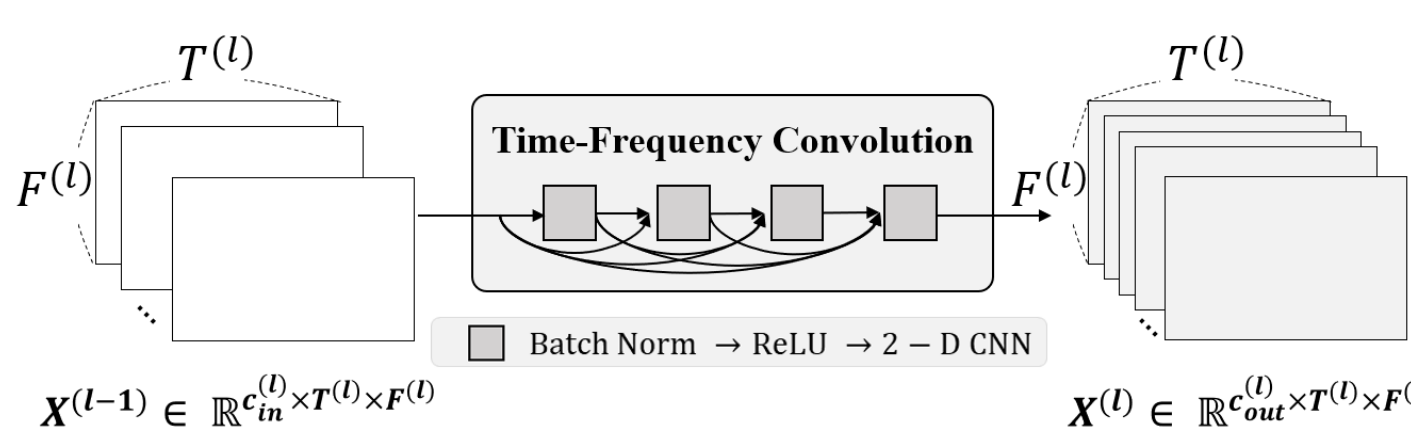 T^(l)
T^(l)
Time-Frequency Convolution
F^(l)
F^(l)
⋱
⋱
Batch Norm → ReLU → 2 − D CNN
X^(l−1) ∈ ℝ^{c_in^(l)×T^(l)×F^(l)}
X^(l) ∈ ℝ^{c_out^(l)×T^(l)×F^(